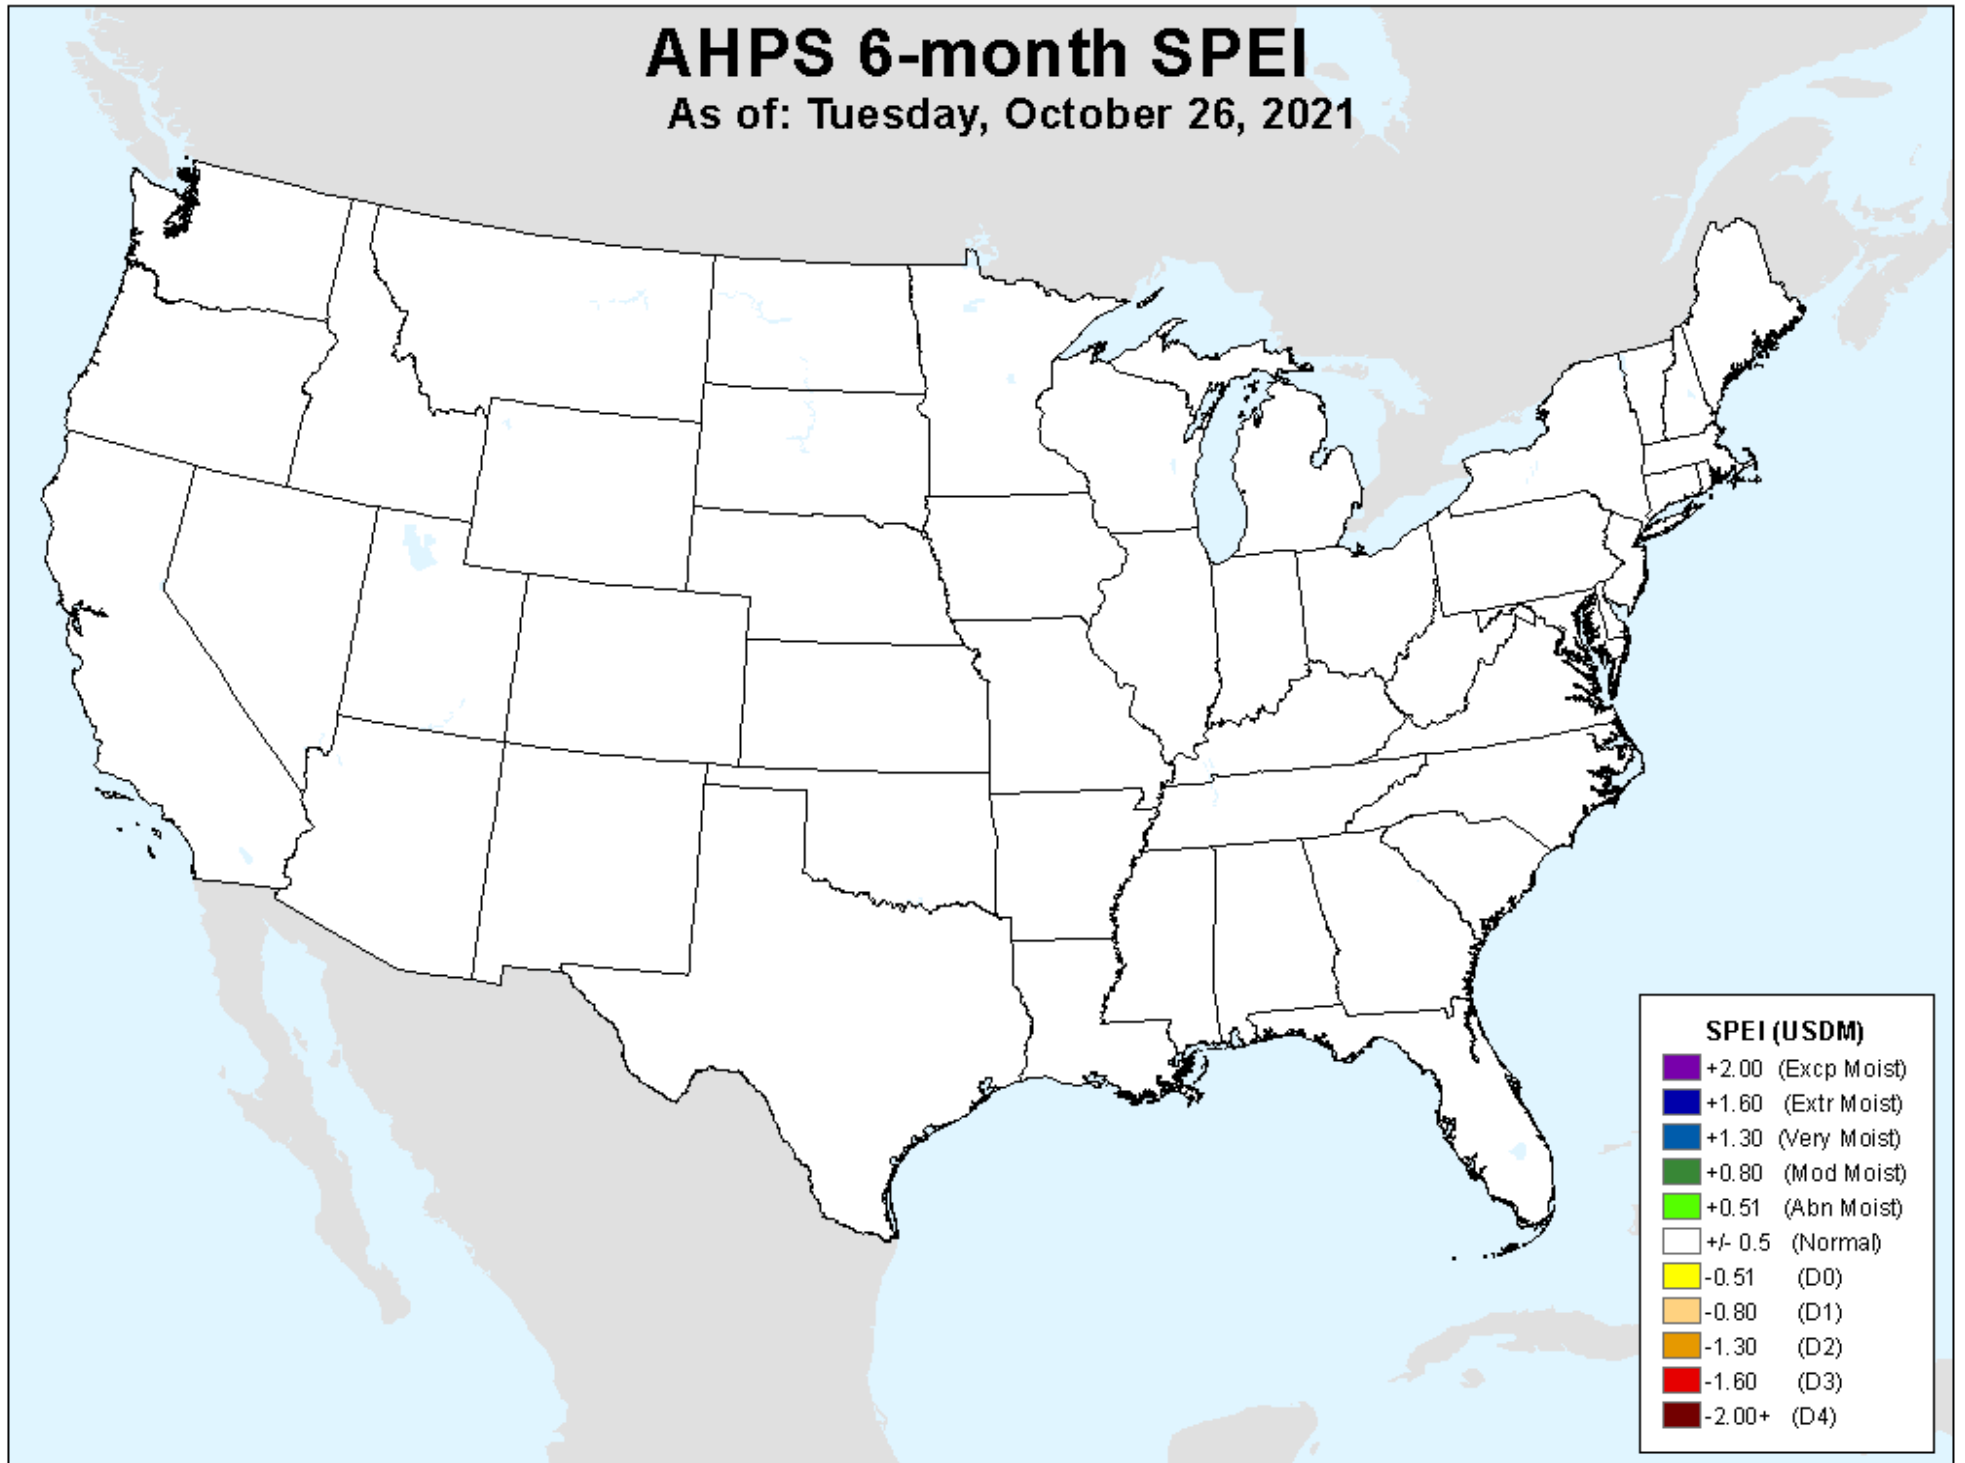 AHPS 6-month SPEI
As of: Tuesday, October 26, 2021
SPEI (USDM)
+2.00 (Excp Moist)
+1.60 (Extr Moist)
+1.30 (Very Moist)
+0.80 (Mod Moist)
+0.51 (Abn Moist)
+/- 0.5 (Normal)
-0.51 (D0)
-0.80 (D1)
-1.30 (D2)
-1.60 (D3)
-2.00+ (D4)